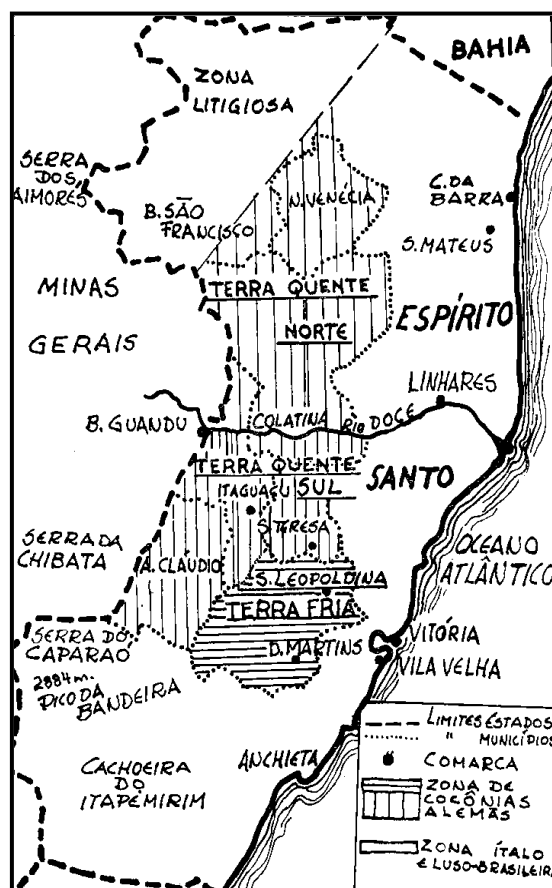 BAHIA
ZONA
LITIGIOSA
SERRA
DOS
AIMORÉS
B. SÃO
FRANCISCO
N. VENÉCIA
C. DA
BARRA
S. MATEUS
MINAS
GERAIS
TERRA QUENTE
NORTE
ESPÍRITO
LINHARES
B. GUANDU
COLATINA
RIO DOCE
TERRA QUENTE
SUL
ITAGUAÇU
SANTO
S. TERESA
SERRA DA
CHIBATA
A. CLÁUDIO
S. LEOPOLDINA
OCEANO
ATLÂNTICO
TERRA FRIA
SERRA DO
CAPARAO
D. MARTINS
VITÓRIA
VILA VELHA
2884 m.
PICO DA
BANDEIRA
ANCHIETA
CACHOEIRA
DO
ITAPEMIRIM
LIMITES ESTADOS
" MUNICÍPIOS
COMARCA
ZONA DE
COLÔNIAS
ALEMÃS
ZONA ÍTALO
E LUSO-BRASILEIRA